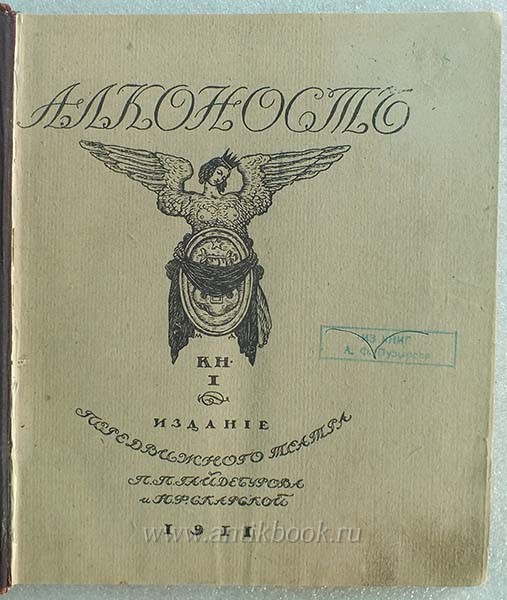 АЛКОНОСТЪ
КН.
I
ИЗДАНІЕ
ПЕРЕДВИЖНОГО ТЕАТРА
П.П.ГАЙДЕБУРОВА
и Н.Ф.СКАРСКОЙ
1911
ИЗ КНИГ
А. Ф.
www.antikbook.ru